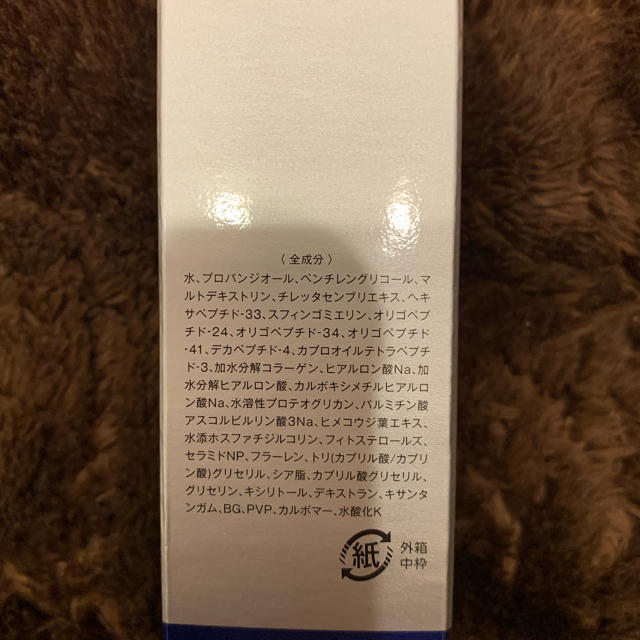 〈全成分〉
水、プロパンジオール、ペンチレングリコール、マ
ルトデキストリン、チレッタセンブリエキス、ヘキ
サペプチド-33、スフィンゴミエリン、オリゴペプ
チド-24、オリゴペプチド-34、オリゴペプチド
-41、デカペプチド-4、カプロオイルテトラペプチ
ド-3、加水分解コラーゲン、ヒアルロン酸Na、加
水分解ヒアルロン酸、カルボキシメチルヒアルロ
ン酸Na、水溶性プロテオグリカン、パルミチン酸
アスコルビルリン酸3Na、ヒメコウジ葉エキス、
水添ホスファチジルコリン、フィトステロールズ、
セラミドNP、フラーレン、トリ(カプリル酸/カプリ
ン酸)グリセリル、シア脂、カプリル酸グリセリル、
グリセリン、キシリトール、デキストラン、キサンタ
ンガム、BG、PVP、カルボマー、水酸化K
紙
外箱
中枠